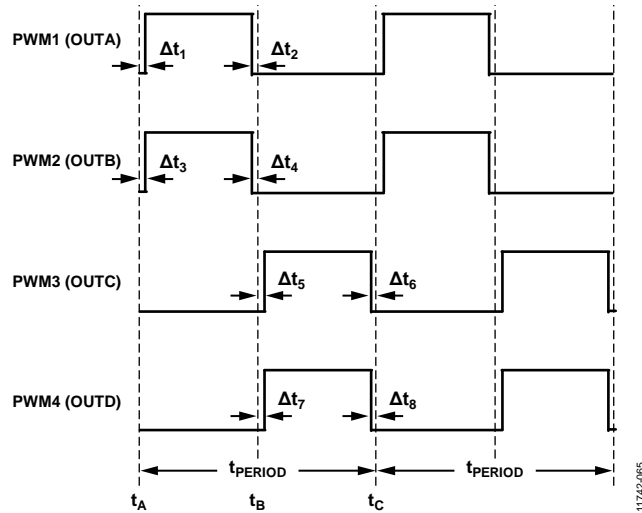 PWM1 (OUTA)
Δt1
Δt2
PWM2 (OUTB)
Δt3
Δt4
PWM3 (OUTC)
Δt5
Δt6
PWM4 (OUTD)
Δt7
Δt8
tPERIOD
tPERIOD
tA
tB
tC
11742-065